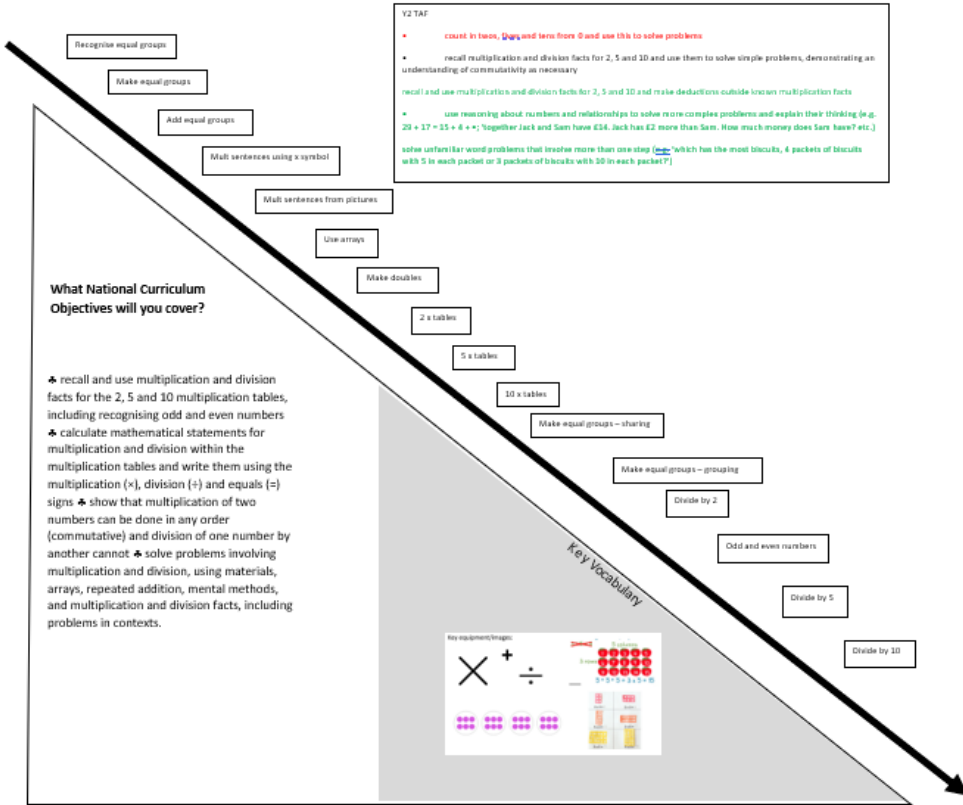 Y2 TAF
• count in twos, fives and tens from 0 and use this to solve problems
• recall multiplication and division facts for 2, 5 and 10 and use them to solve simple problems, demonstrating an
understanding of commutativity as necessary
recall and use multiplication and division facts for 2, 5 and 10 and make deductions outside known multiplication facts
• use reasoning about numbers and relationships to solve more complex problems and explain their thinking (e.g.
29 + 17 = 15 + 4 + •; 'together Jack and Sam have £14. Jack has £2 more than Sam. How much money does Sam have? etc.)
solve unfamiliar word problems that involve more than one step (e.g. 'which has the most biscuits, 4 packets of biscuits
with 5 in each packet or 3 packets of biscuits with 10 in each packet?')
Recognise equal groups
Make equal groups
Add equal groups
Mult sentences using x symbol
Mult sentences from pictures
Use arrays
Make doubles
2 x tables
5 x tables
10 x tables
Make equal groups – sharing
Make equal groups – grouping
Divide by 2
Odd and even numbers
Divide by 5
Divide by 10
What National Curriculum
Objectives will you cover?
♣ recall and use multiplication and division
facts for the 2, 5 and 10 multiplication tables,
including recognising odd and even numbers
♣ calculate mathematical statements for
multiplication and division within the
multiplication tables and write them using the
multiplication (×), division (÷) and equals (=)
signs ♣ show that multiplication of two
numbers can be done in any order
(commutative) and division of one number by
another cannot ♣ solve problems involving
multiplication and division, using materials,
arrays, repeated addition, mental methods,
and multiplication and division facts, including
problems in contexts.
Key Vocabulary
Key equipment/images:
× + ÷ –
5 columns
3 rows
5 + 5 + 5 = 3 x 5 = 15